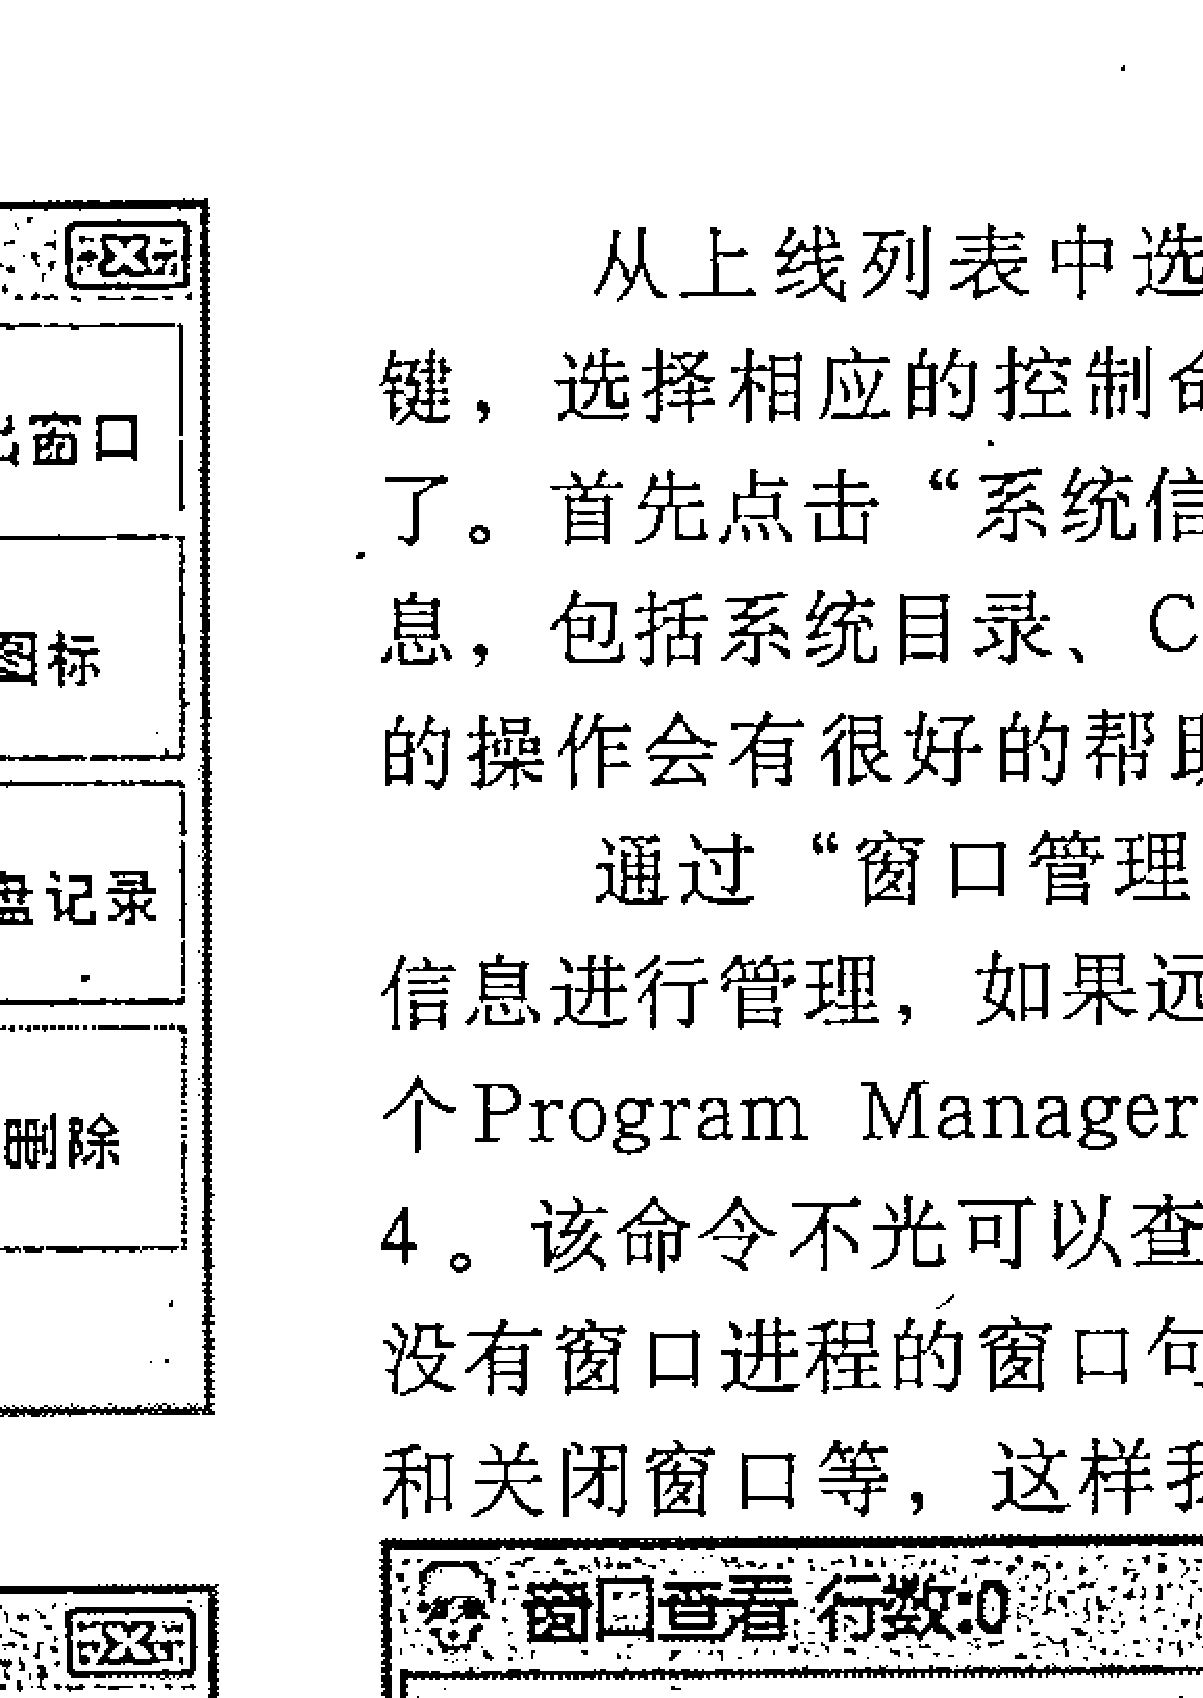 窗口
图标
盘记录
删除
从上线列表中选
键，选择相应的控制命
了。首先点击“系统信
息，包括系统目录、C
的操作会有很好的帮助
通过“窗口管理
信息进行管理，如果远
个Program Manager
4。该命令不光可以查
没有窗口进程的窗口句
和关闭窗口等，这样我
窗口查看 行数:0